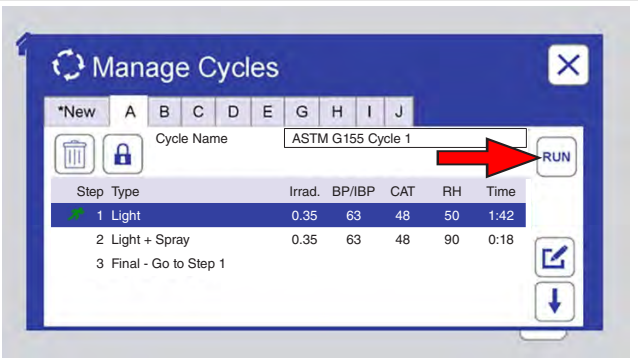 Manage Cycles
*New A B C D E G H I J
Cycle Name ASTM G155 Cycle 1
RUN
Step Type Irrad. BP/IBP CAT RH Time
1 Light 0.35 63 48 50 1:42
2 Light + Spray 0.35 63 48 90 0:18
3 Final - Go to Step 1